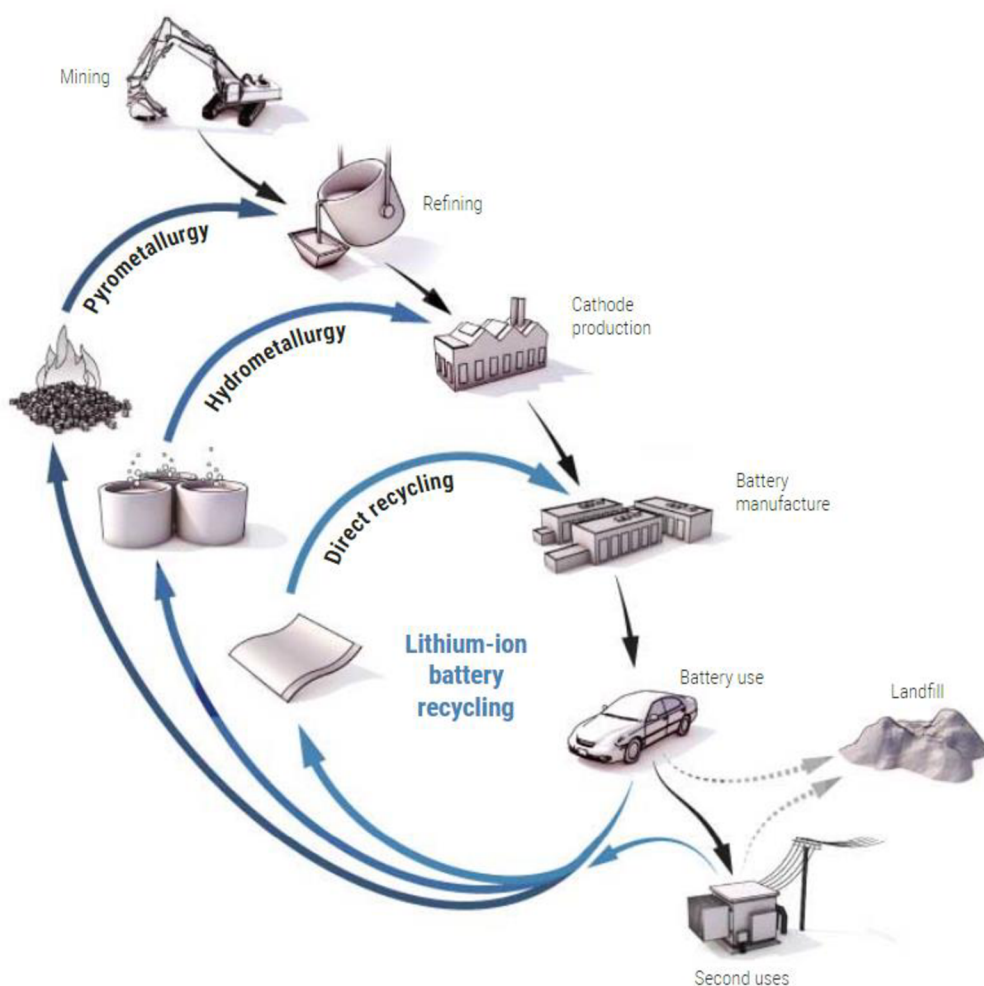 Mining
Refining
Pyrometallurgy
Cathode
production
Hydrometallurgy
Battery
manufacture
Direct recycling
Lithium-ion
battery
recycling
Battery use
Landfill
Second uses